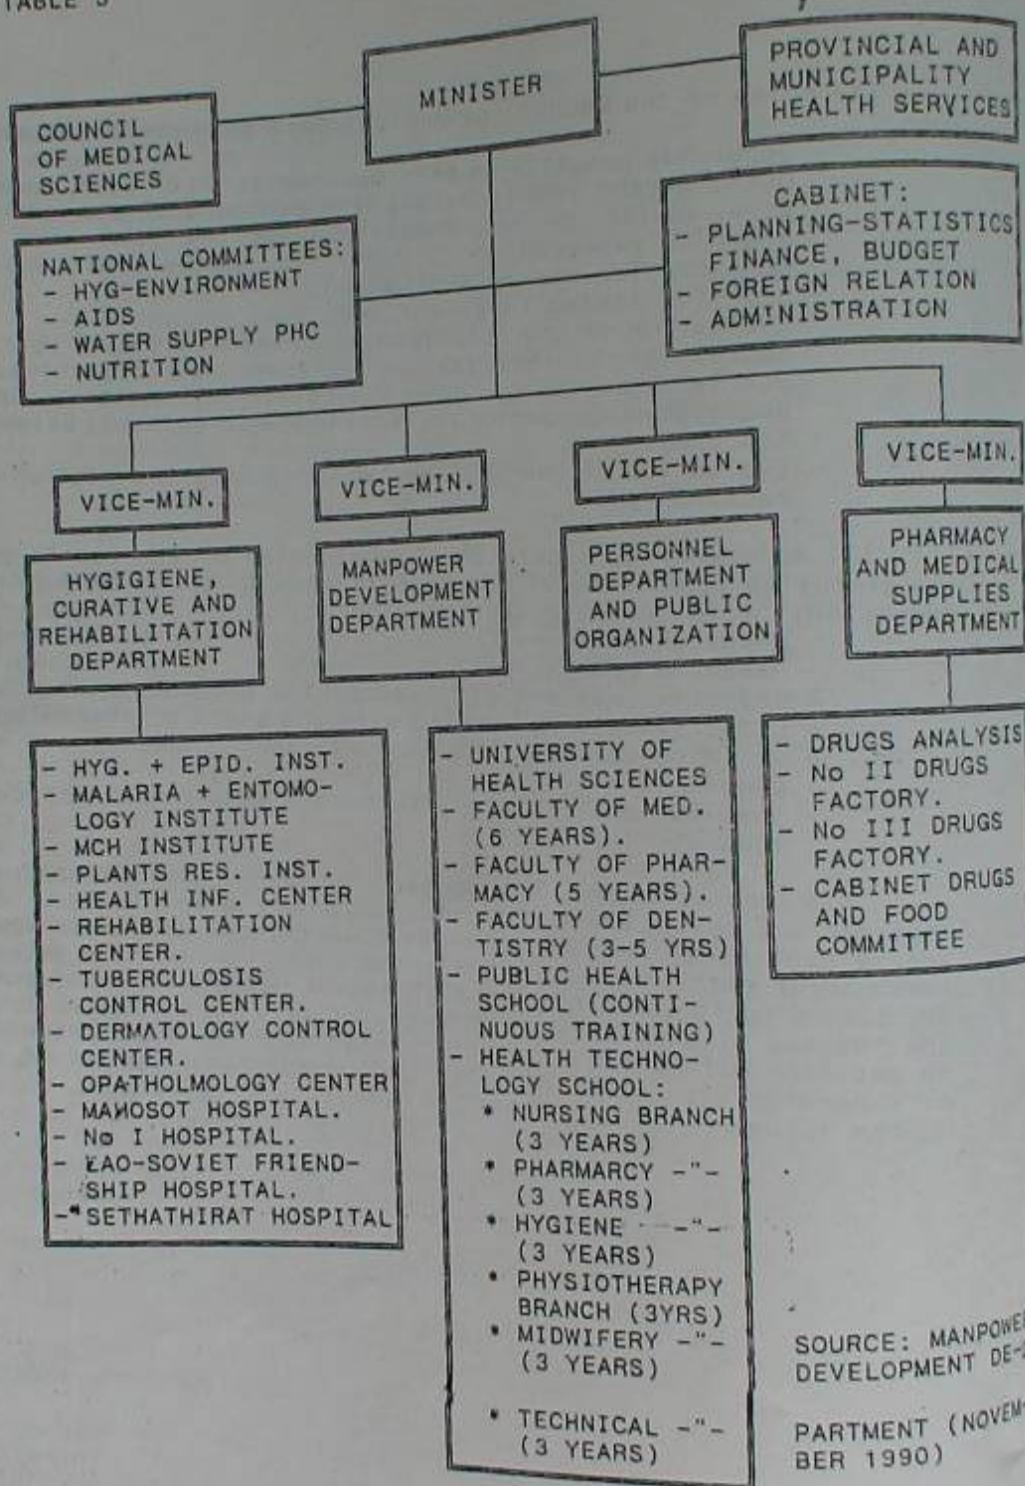 TABLE
MINISTER
PROVINCIAL AND
MUNICIPALITY
HEALTH SERVICES
COUNCIL
OF MEDICAL
SCIENCES
CABINET:
- PLANNING-STATISTICS
FINANCE, BUDGET
- FOREIGN RELATION
- ADMINISTRATION
NATIONAL COMMITTEES:
- HYG-ENVIRONMENT
- AIDS
- WATER SUPPLY PHC
- NUTRITION
VICE-MIN.
VICE-MIN.
VICE-MIN.
VICE-MIN.
HYGIGIENE,
CURATIVE AND
REHABILITATION
DEPARTMENT
MANPOWER
DEVELOPMENT
DEPARTMENT
PERSONNEL
DEPARTMENT
AND PUBLIC
ORGANIZATION
PHARMACY
AND MEDICAL
SUPPLIES
DEPARTMENT
- HYG. + EPID. INST.
- MALARIA + ENTOMO-
LOGY INSTITUTE
- MCH INSTITUTE
- PLANTS RES. INST.
- HEALTH INF. CENTER
- REHABILITATION
CENTER.
- TUBERCULOSIS
CONTROL CENTER.
- DERMATOLOGY CONTROL
CENTER.
- OPATHOLMOLOGY CENTER
- MAHOSOT HOSPITAL.
- No I HOSPITAL.
- LAO-SOVIET FRIEND-
SHIP HOSPITAL.
- SETHATHIRAT HOSPITAL
- UNIVERSITY OF
HEALTH SCIENCES
- FACULTY OF MED.
(6 YEARS).
- FACULTY OF PHAR-
MACY (5 YEARS).
- FACULTY OF DEN-
TISTRY (3-5 YRS)
- PUBLIC HEALTH
SCHOOL (CONTI-
NUOUS TRAINING)
- HEALTH TECHNO-
LOGY SCHOOL:
* NURSING BRANCH
(3 YEARS)
* PHARMARCY -"-
(3 YEARS)
* HYGIENE -"-
(3 YEARS)
* PHYSIOTHERAPY
BRANCH (3YRS)
* MIDWIFERY -"-
(3 YEARS)
* TECHNICAL -"-
(3 YEARS)
- DRUGS ANALYSIS
- No II DRUGS
FACTORY.
- No III DRUGS
FACTORY.
- CABINET DRUGS
AND FOOD
COMMITTEE
SOURCE: MANPOWER
DEVELOPMENT DE-
PARTMENT (NOVEM-
BER 1990)